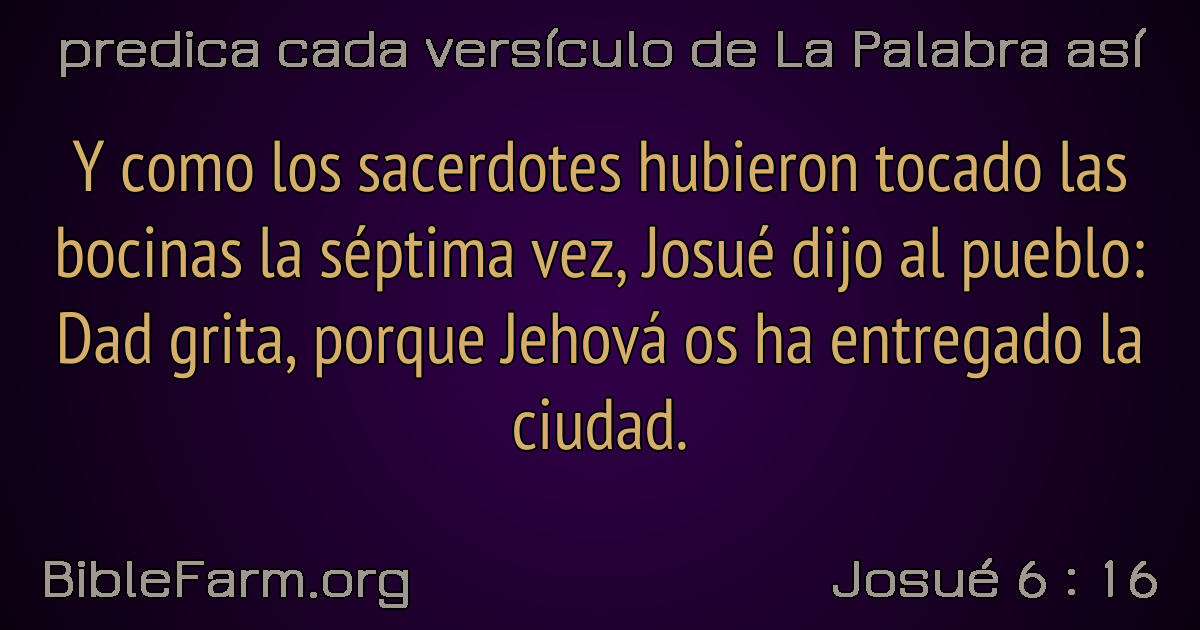 predica cada versículo de La Palabra así
Y como los sacerdotes hubieron tocado las
bocinas la séptima vez, Josué dijo al pueblo:
Dad grita, porque Jehová os ha entregado la
ciudad.
BibleFarm.org
Josué 6 : 16